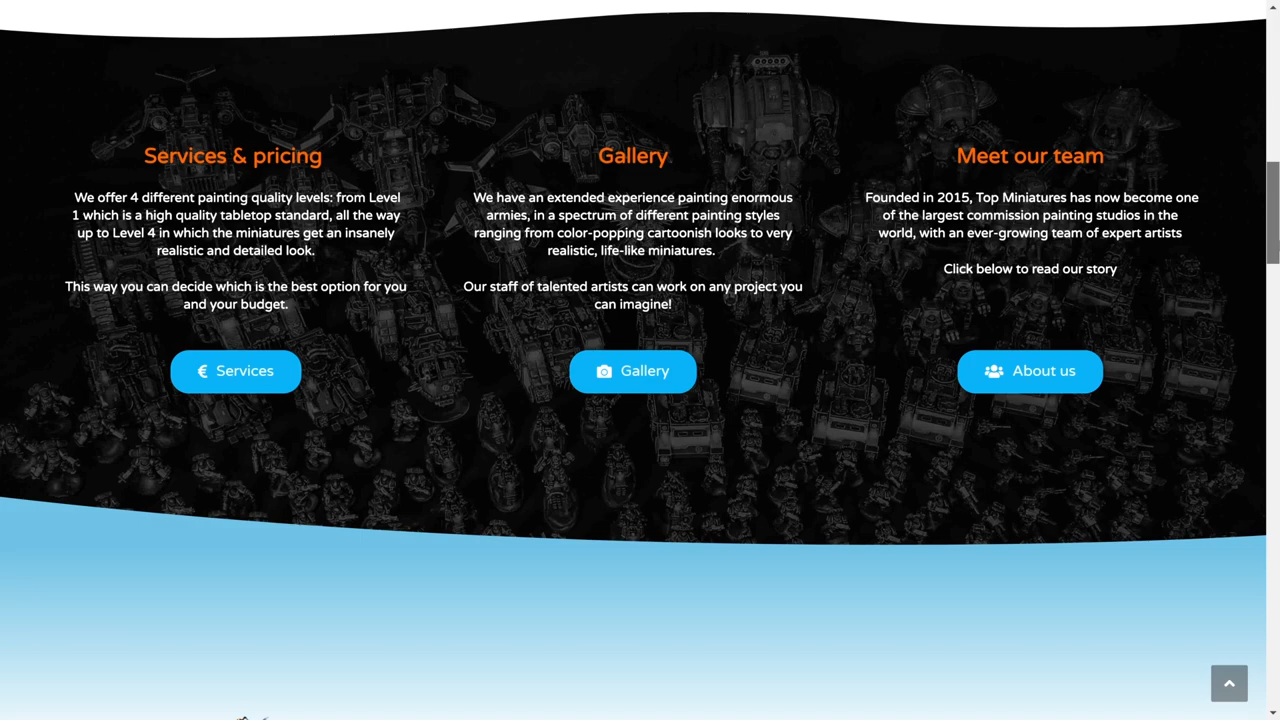 Services & pricing
We offer 4 different painting quality levels: from Level
1 which is a high quality tabletop standard, all the way
up to Level 4 in which the miniatures get an insanely
realistic and detailed look.
This way you can decide which is the best option for you
and your budget.
Services
Gallery
We have an extended experience painting enormous
armies, in a spectrum of different painting styles
ranging from color-popping cartoonish looks to very
realistic, life-like miniatures.
Our staff of talented artists can work on any project you
can imagine!
Gallery
Meet our team
Founded in 2015, Top Miniatures has now become one
of the largest commission painting studios in the
world, with an ever-growing team of expert artists
Click below to read our story
About us